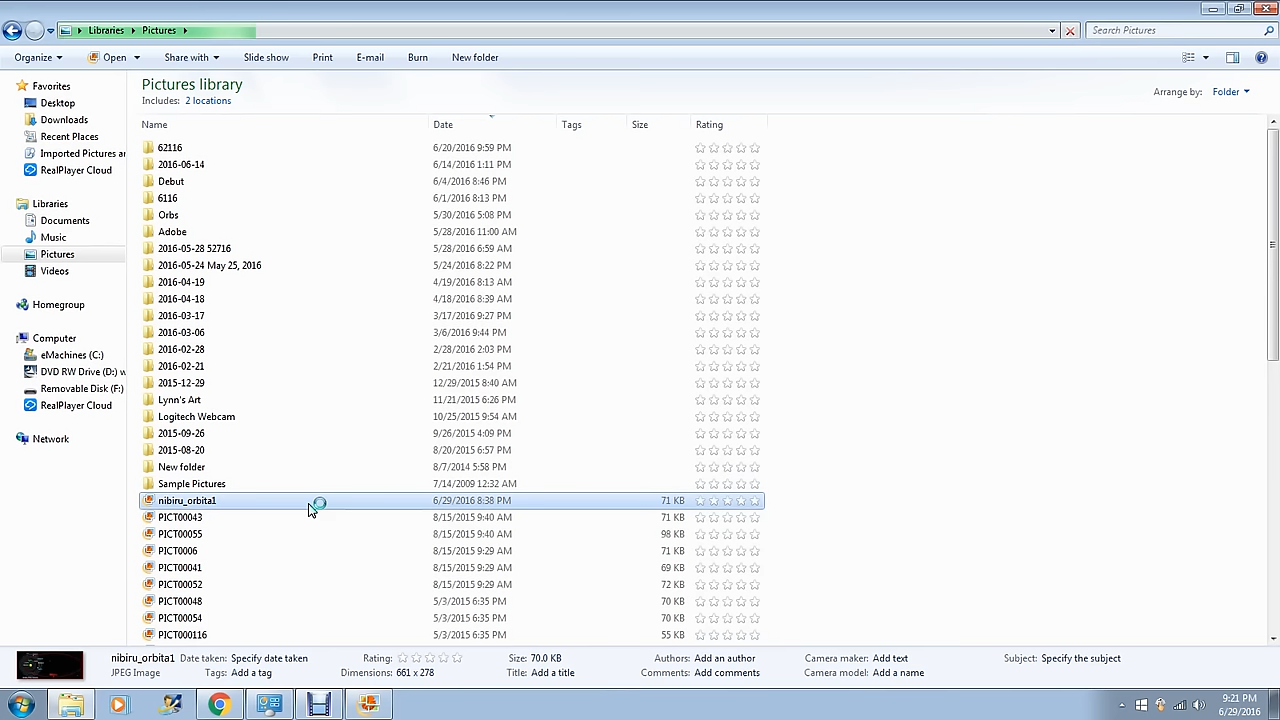 Libraries Pictures
Search Pictures
Organize Open Share with Slide show Print E-mail Burn New folder
Pictures library
Includes: 2 locations
Arrange by: Folder
Name Date Tags Size Rating
Favorites
Desktop
Downloads
Recent Places
Imported Pictures ar
RealPlayer Cloud
Libraries
Documents
Music
Pictures
Videos
Homegroup
Computer
eMachines (C:)
DVD RW Drive (D:) w
Removable Disk (F:)
RealPlayer Cloud
Network
62116 6/20/2016 9:59 PM
2016-06-14 6/14/2016 1:11 PM
Debut 6/4/2016 8:46 PM
6116 6/1/2016 8:13 PM
Orbs 5/30/2016 5:08 PM
Adobe 5/28/2016 11:00 AM
2016-05-28 52716 5/28/2016 6:59 AM
2016-05-24 May 25, 2016 5/24/2016 8:22 PM
2016-04-19 4/19/2016 8:13 AM
2016-04-18 4/18/2016 8:39 AM
2016-03-17 3/17/2016 9:27 PM
2016-03-06 3/6/2016 9:44 PM
2016-02-28 2/28/2016 2:03 PM
2016-02-21 2/21/2016 1:54 PM
2015-12-29 12/29/2015 8:40 AM
Lynn's Art 11/21/2015 6:26 PM
Logitech Webcam 10/25/2015 9:54 AM
2015-09-26 9/26/2015 4:09 PM
2015-08-20 8/20/2015 6:57 PM
New folder 8/7/2014 5:58 PM
Sample Pictures 7/14/2009 12:32 AM
nibiru_orbita1 6/29/2016 8:38 PM 71 KB
PICT00043 8/15/2015 9:40 AM 71 KB
PICT00055 8/15/2015 9:40 AM 98 KB
PICT0006 8/15/2015 9:29 AM 71 KB
PICT00041 8/15/2015 9:29 AM 69 KB
PICT00052 8/15/2015 9:29 AM 72 KB
PICT00048 5/3/2015 6:35 PM 70 KB
PICT00054 5/3/2015 6:35 PM 70 KB
PICT000116 5/3/2015 6:35 PM 55 KB
nibiru_orbita1 Date taken: Specify date taken Rating: Size: 70.0 KB Authors: Add an author Camera maker: Add text Subject: Specify the subject
JPEG Image Tags: Add a tag Dimensions: 661 x 278 Title: Add a title Comments: Add comments Camera model: Add a name
9:21 PM
6/29/2016